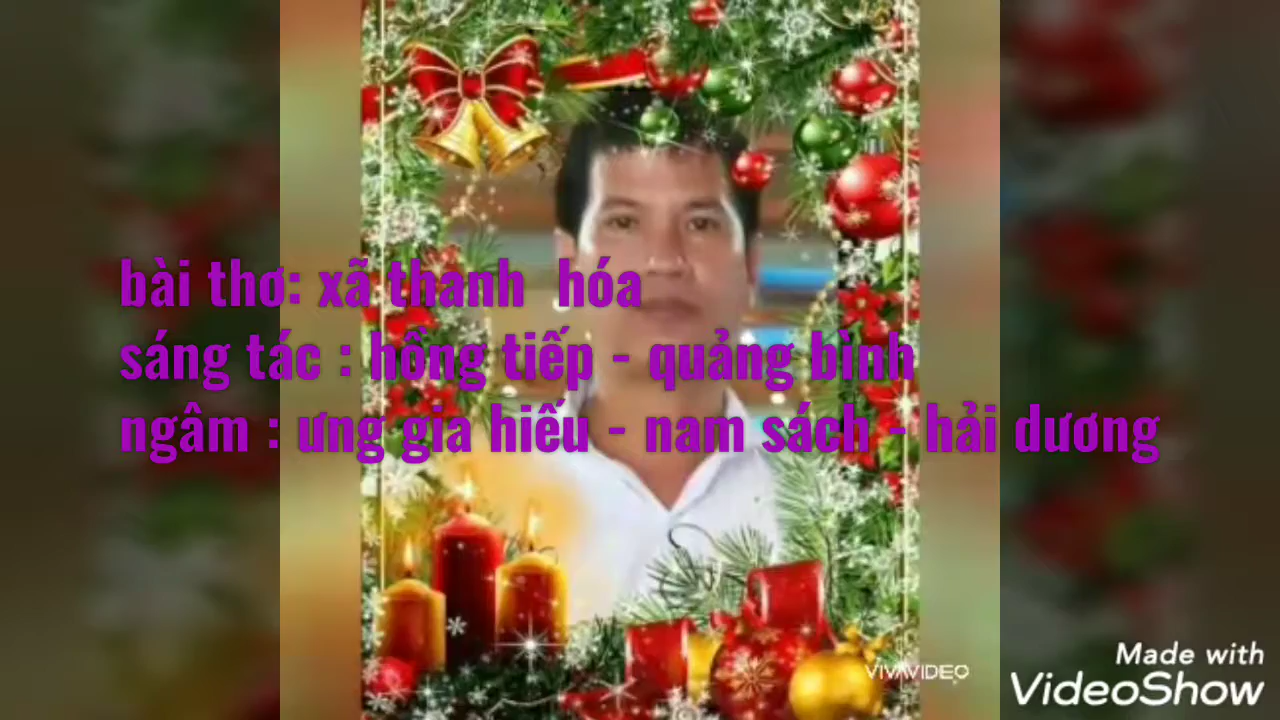 bài thơ: xã thanh hóa
sáng tác : hồng tiếp - quảng bình
ngâm : ưng gia hiếu - nam sách - hải dương
VIVAVIDEO
Made with
VideoShow